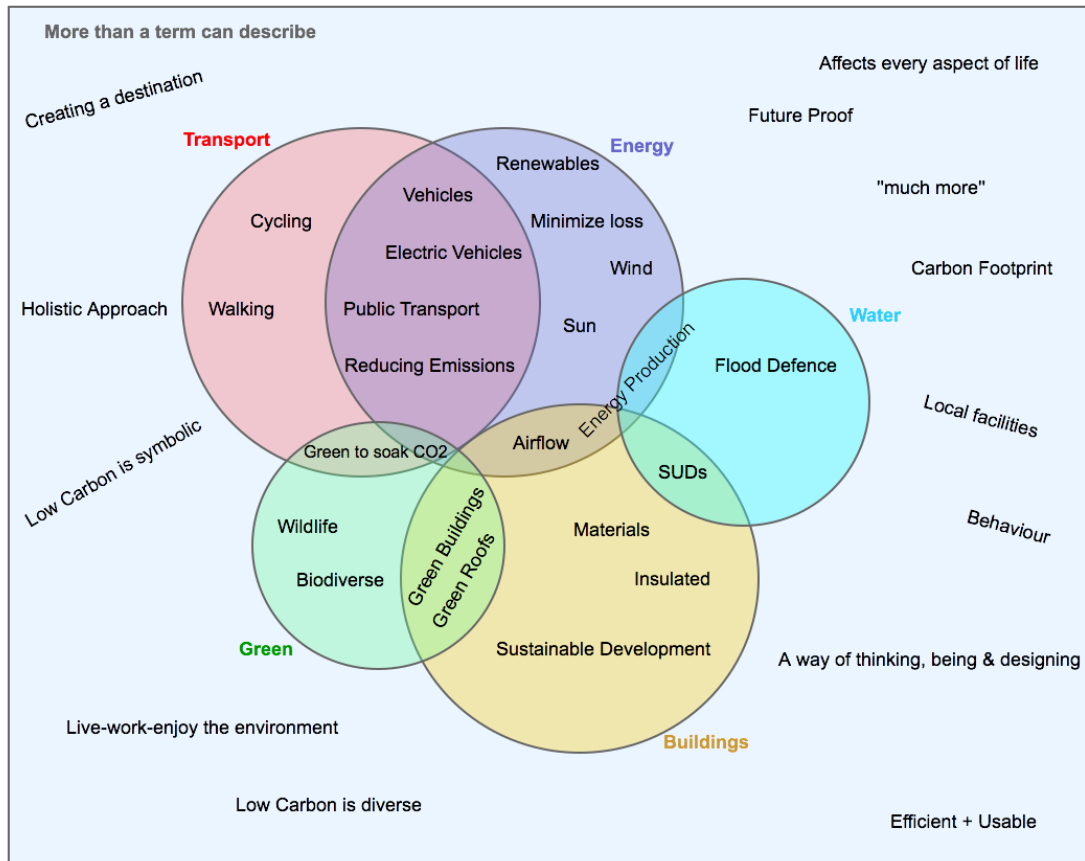 More than a term can describe
Affects every aspect of life
Creating a destination
Future Proof
Transport
Energy
Renewables
"much more"
Vehicles
Cycling
Minimize loss
Electric Vehicles
Wind
Carbon Footprint
Holistic Approach
Walking
Public Transport
Sun
Water
Energy Production
Reducing Emissions
Flood Defence
Local facilities
Low Carbon is symbolic
Green to soak CO2
Airflow
SUDs
Wildlife
Green Buildings
Materials
Behaviour
Biodiverse
Green Roofs
Insulated
Green
Sustainable Development
A way of thinking, being & designing
Live-work-enjoy the environment
Buildings
Low Carbon is diverse
Efficient + Usable